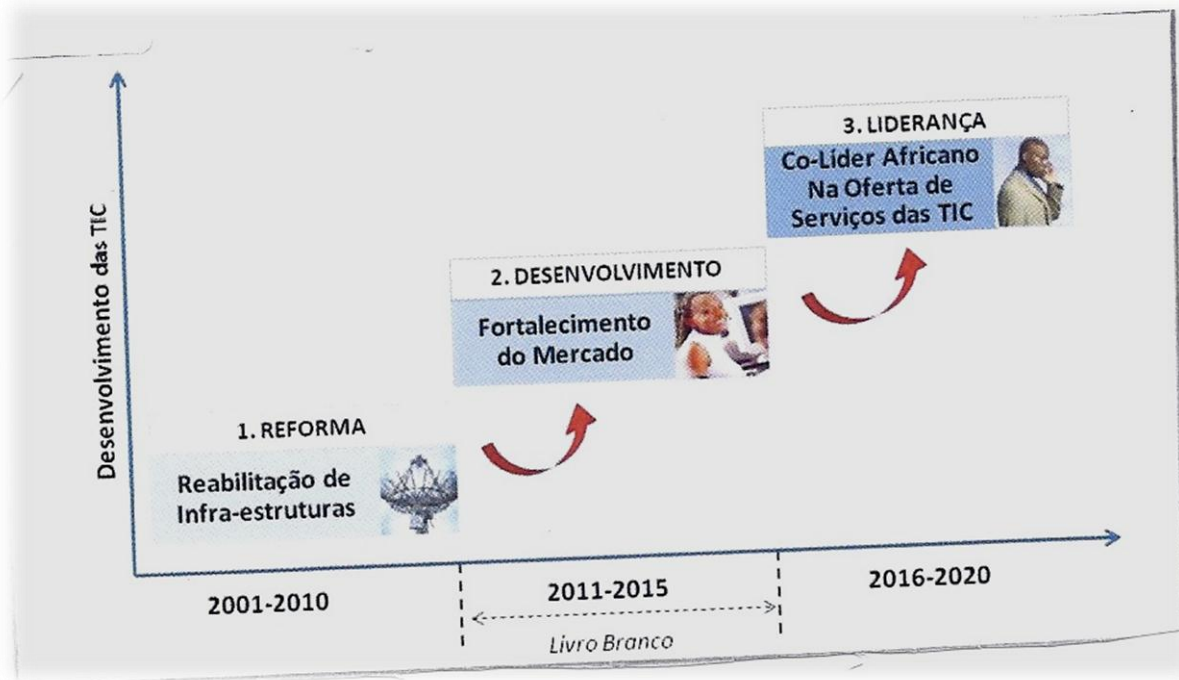 Desenvolvimento das TIC
3. LIDERANÇA
Co-Líder Africano
Na Oferta de
Serviços das TIC
2. DESENVOLVIMENTO
Fortalecimento
do Mercado
1. REFORMA
Reabilitação de
Infra-estruturas
2001-2010
2011-2015
2016-2020
Livro Branco